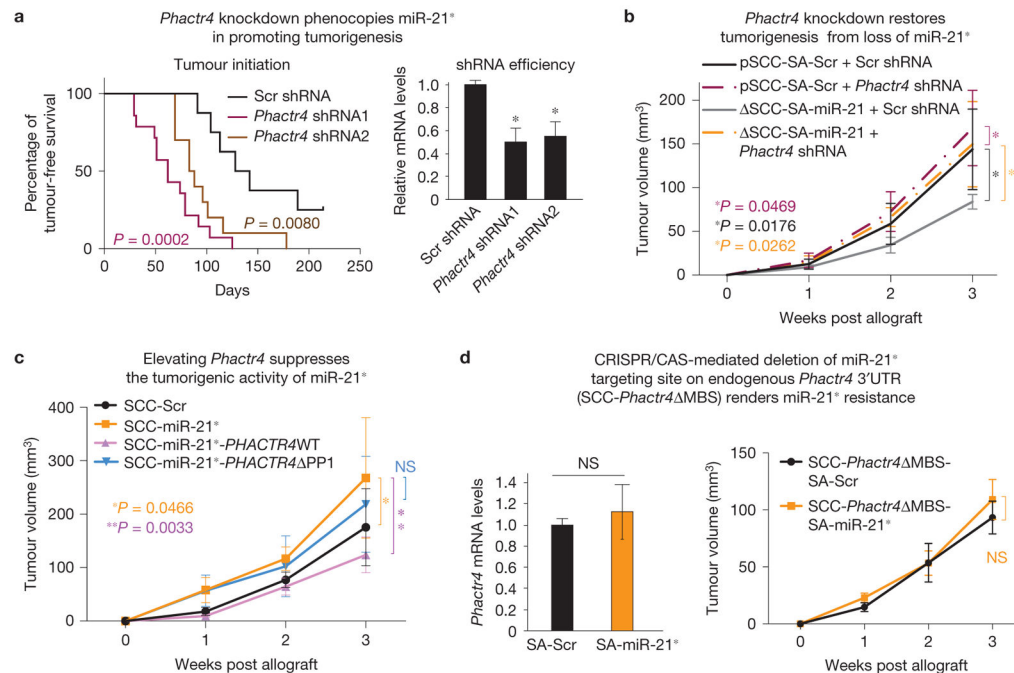 a
Phactr4 knockdown phenocopies miR-21*
in promoting tumorigenesis
Tumour initiation
Percentage of
tumour-free survival
100
50
0
Scr shRNA
Phactr4 shRNA1
Phactr4 shRNA2
P = 0.0080
P = 0.0002
0 50 100 150 200 250
Days
shRNA efficiency
Relative mRNA levels
1.0
0.8
0.6
0.4
0.2
0
*
*
Scr shRNA
Phactr4 shRNA1
Phactr4 shRNA2
b
Phactr4 knockdown restores
tumorigenesis from loss of miR-21*
pSCC-SA-Scr + Scr shRNA
pSCC-SA-Scr + Phactr4 shRNA
ΔSCC-SA-miR-21 + Scr shRNA
ΔSCC-SA-miR-21 +
Phactr4 shRNA
Tumour volume (mm³)
200
150
100
50
0
*
*
*
*P = 0.0469
*P = 0.0176
*P = 0.0262
0 1 2 3
Weeks post allograft
c
Elevating Phactr4 suppresses
the tumorigenic activity of miR-21*
SCC-Scr
SCC-miR-21*
SCC-miR-21*-PHACTR4WT
SCC-miR-21*-PHACTR4ΔPP1
Tumour volume (mm³)
400
300
200
100
0
NS
*
**
*P = 0.0466
**P = 0.0033
0 1 2 3
Weeks post allograft
d
CRISPR/CAS-mediated deletion of miR-21*
targeting site on endogenous Phactr4 3′UTR
(SCC-Phactr4ΔMBS) renders miR-21* resistance
Phactr4 mRNA levels
1.4
1.2
1.0
0.8
0.6
0.4
0.2
0
NS
SA-Scr SA-miR-21*
Tumour volume (mm³)
150
100
50
0
SCC-Phactr4ΔMBS-
SA-Scr
SCC-Phactr4ΔMBS-
SA-miR-21*
NS
0 1 2 3
Weeks post allograft